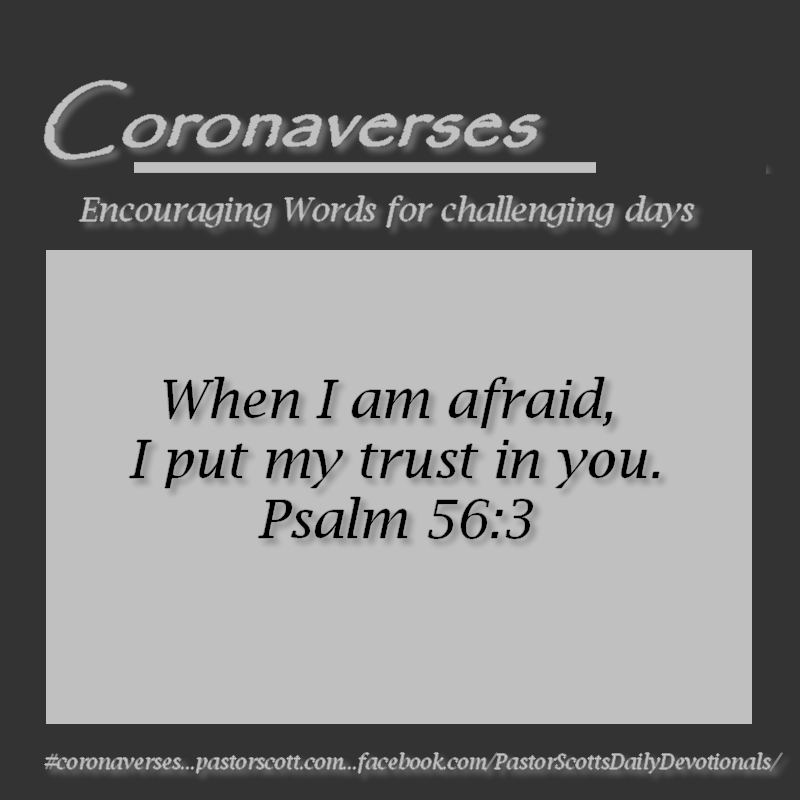 Coronaverses
Encouraging Words for challenging days
When I am afraid,
I put my trust in you.
Psalm 56:3
#coronaverses...pastorscott.com...facebook.com/PastorScottsDailyDevotionals/